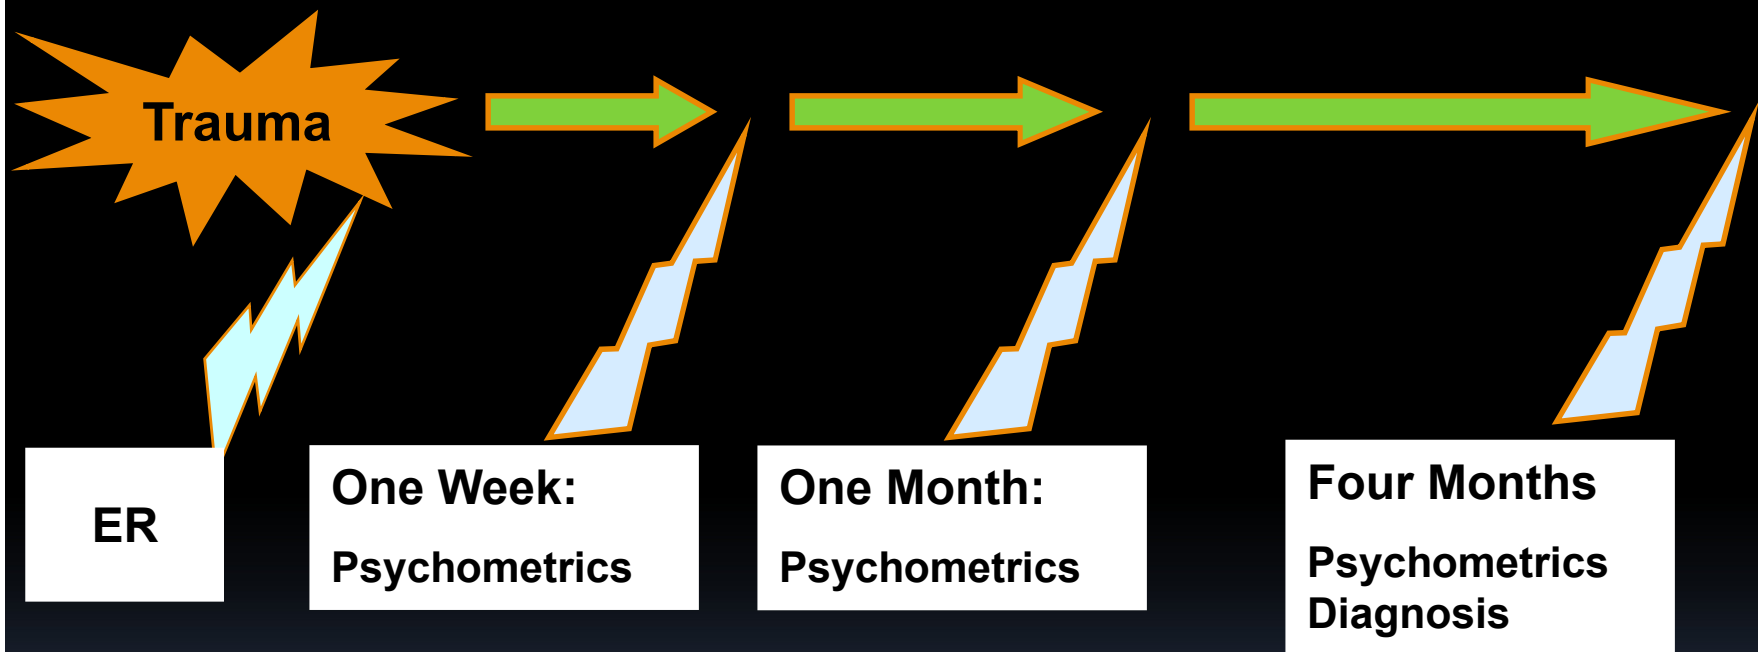 Trauma
ER
One Week:
Psychometrics
One Month:
Psychometrics
Four Months
Psychometrics
Diagnosis